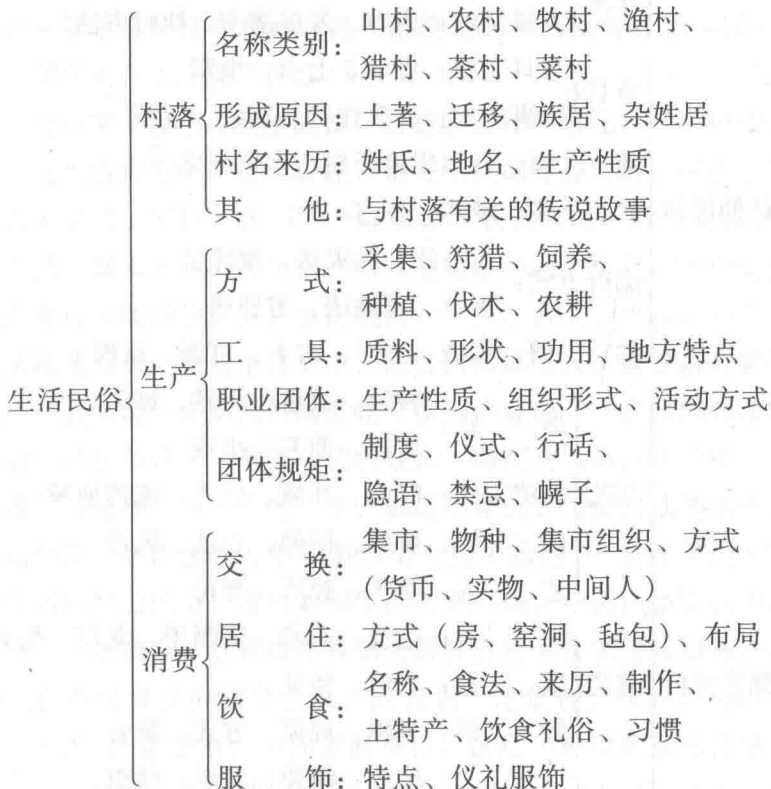 名称类别：山村、农村、牧村、渔村、
猎村、茶村、菜村
村落
形成原因：土著、迁移、族居、杂姓居
村名来历：姓氏、地名、生产性质
其他：与村落有关的传说故事
方式：采集、狩猎、饲养、
种植、伐木、农耕
工具：质料、形状、功用、地方特点
生活民俗
生产
职业团体：生产性质、组织形式、活动方式
团体规矩：制度、仪式、行话、
隐语、禁忌、幌子
交换：集市、物种、集市组织、方式
（货币、实物、中间人）
消费
居住：方式（房、窑洞、毡包）、布局
饮食：名称、食法、来历、制作、
土特产、饮食礼俗、习惯
服饰：特点、仪礼服饰